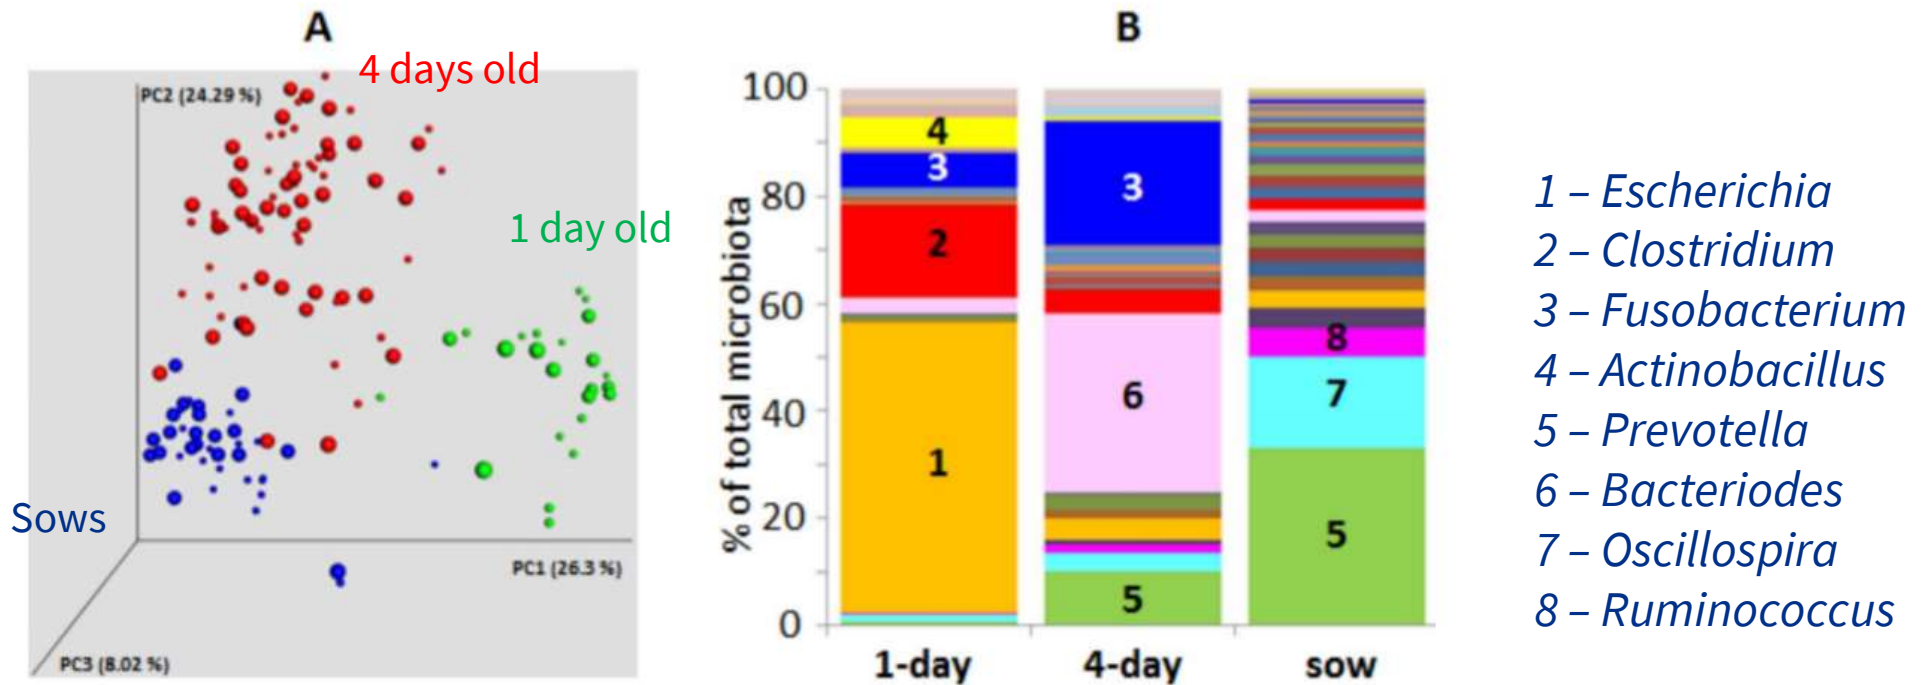 A
4 days old
PC2 (24.29 %)
1 day old
Sows
PC1 (26.3 %)
PC3 (8.02 %)
B
% of total microbiota
100
80
60
40
20
0
4
3
2
1
3
6
5
8
7
5
1-day
4-day
sow
1 – Escherichia
2 – Clostridium
3 – Fusobacterium
4 – Actinobacillus
5 – Prevotella
6 – Bacteriodes
7 – Oscillospira
8 – Ruminococcus